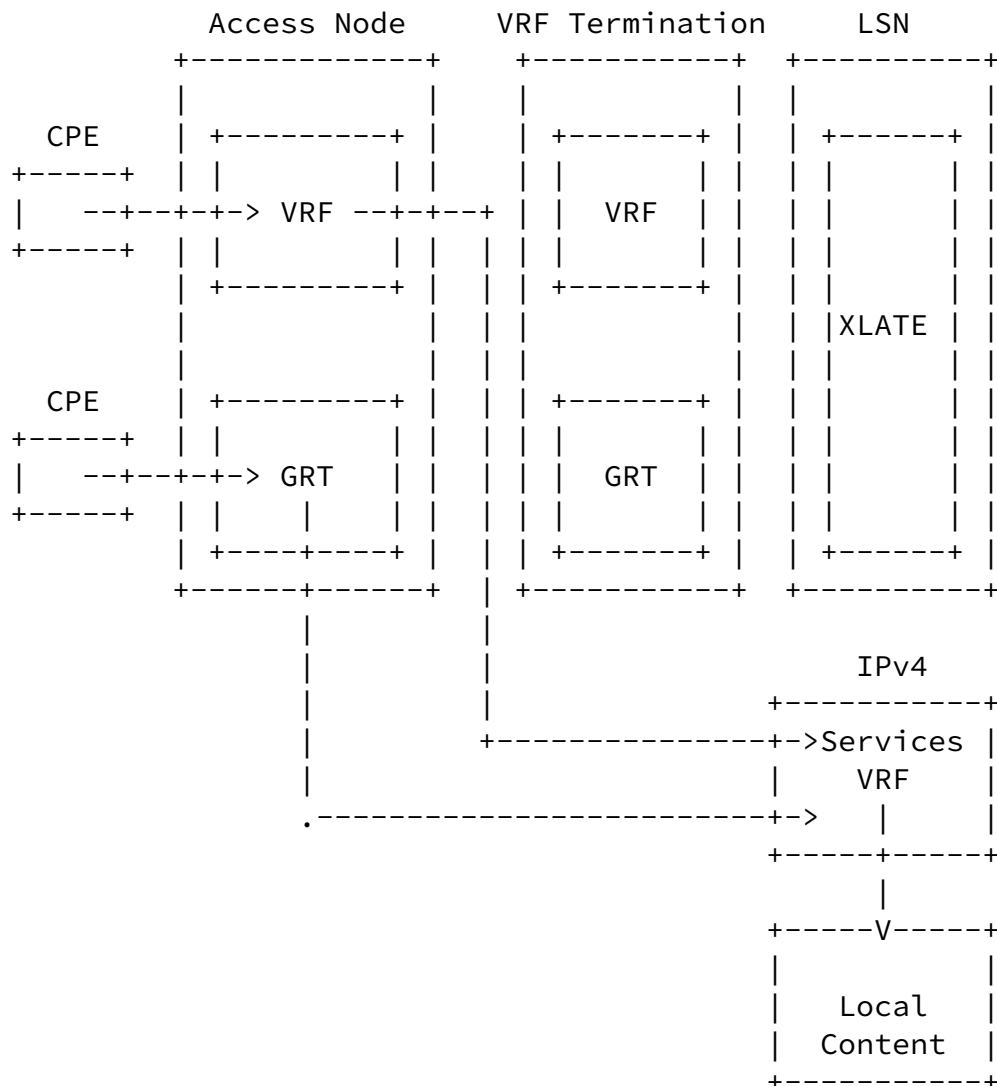 Access Node VRF Termination LSN
CPE
VRF VRF
XLATE
CPE
GRT GRT
IPv4
Services
VRF
V
Local
Content